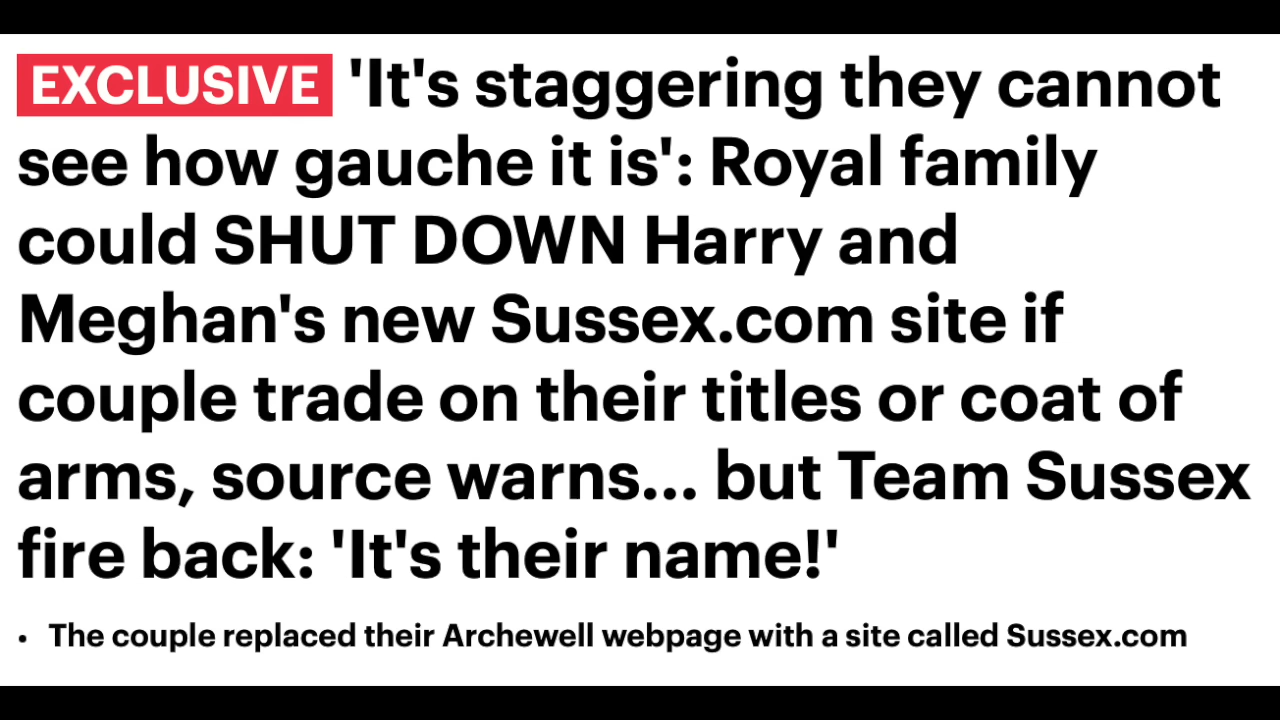 EXCLUSIVE 'It's staggering they cannot
see how gauche it is': Royal family
could SHUT DOWN Harry and
Meghan's new Sussex.com site if
couple trade on their titles or coat of
arms, source warns... but Team Sussex
fire back: 'It's their name!'
• The couple replaced their Archewell webpage with a site called Sussex.com